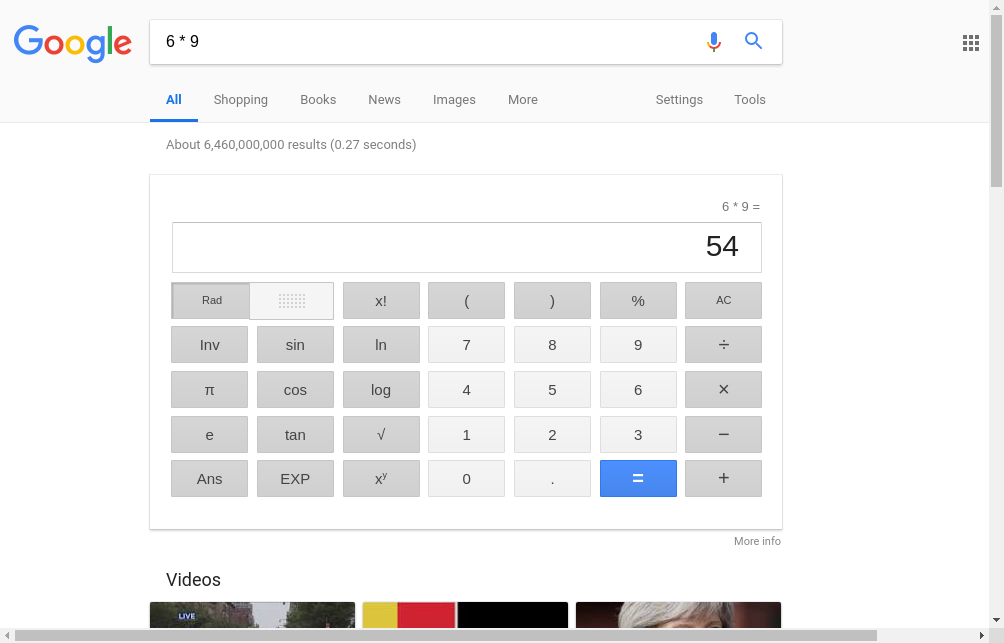 Google
6 * 9
All Shopping Books News Images More Settings Tools
About 6,460,000,000 results (0.27 seconds)
6 * 9 =
54
Rad x! ( ) % AC
Inv sin ln 7 8 9 ÷
π cos log 4 5 6 ×
e tan √ 1 2 3 −
Ans EXP xʸ 0 . = +
More info
Videos
LIVE